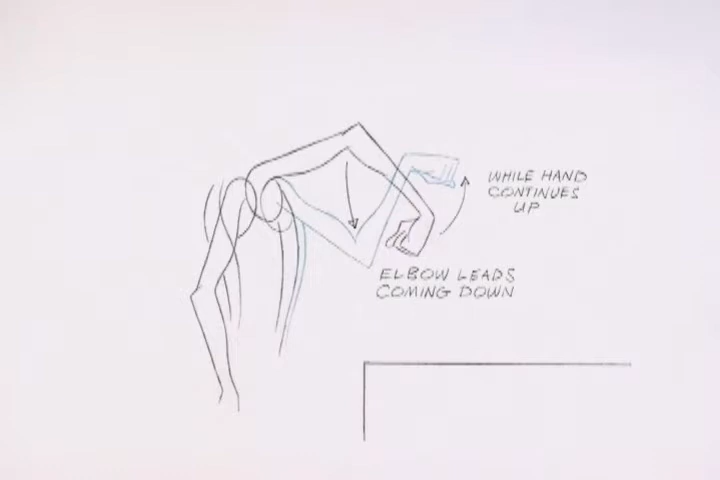 WHILE HAND
CONTINUES
UP
ELBOW LEADS
COMING DOWN